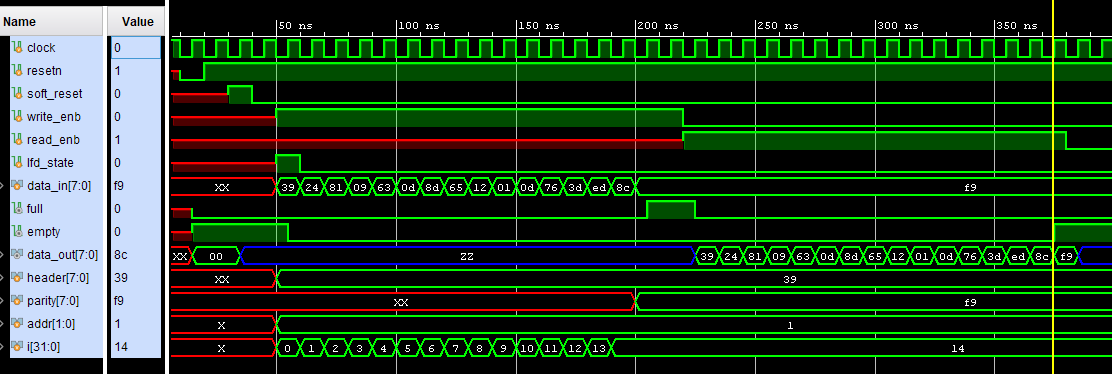 Name Value 50 ns 100 ns 150 ns 200 ns 250 ns 300 ns 350 ns
clock 0
resetn 1
soft_reset 0
write_enb 0
read_enb 1
lfd_state 0
data_in[7:0] f9 XX 39 24 81 09 63 0d 8d 65 12 01 0d 76 3d ed 8c f9
full 0
empty 0
data_out[7:0] 8c XX 00 ZZ 39 24 81 09 63 0d 8d 65 12 01 0d 76 3d ed 8c f9
header[7:0] 39 XX 39
parity[7:0] f9 XX f9
addr[1:0] 1 X 1
i[31:0] 14 X 0 1 2 3 4 5 6 7 8 9 10 11 12 13 14